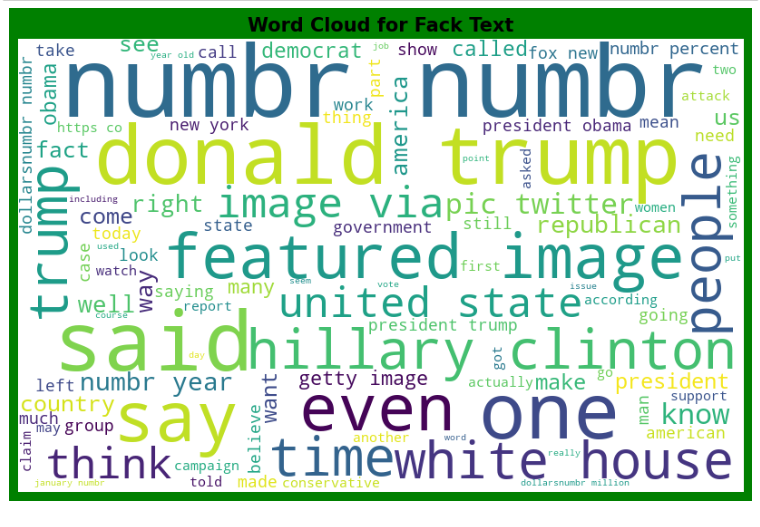 Word Cloud for Fack Text
take see call democrat show called fox new numbr percent
year old job two
obama numbr numbr attack
work part
https co thing america us
new york president obama mean need
fact donald trump asked point
dollarsnumbr numbr including
trump right image via pic twitter people something
come state government still republican women
today used
case look featured image first put
watch way seem vote issue
well saying many united state according
course report going
president trump
said hillary clinton
day got go
left numbr year want getty image actually make president support
country say even one man know
much may group believe another american
claim think campaign time word white house really
told made conservative
january numbr dollarsnumbr million